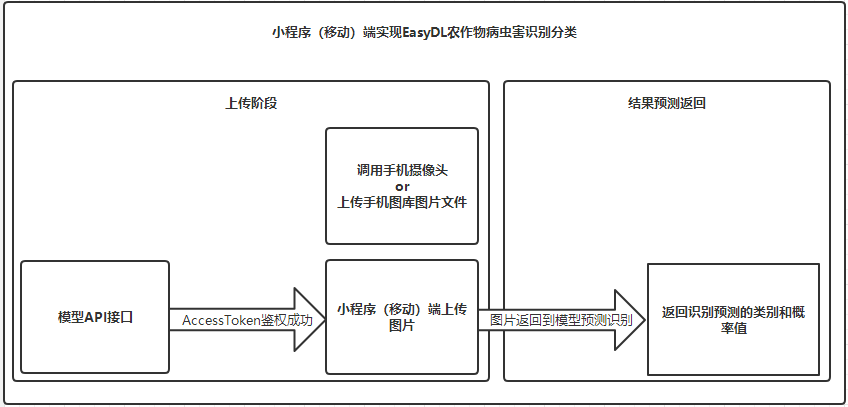 小程序（移动）端实现EasyDL农作物病虫害识别分类
上传阶段
结果预测返回
调用手机摄像头
or
上传手机图库图片文件
模型API接口
AccessToken鉴权成功
小程序（移动）端上传
图片
图片返回到模型预测识别
返回识别预测的类别和概
率值